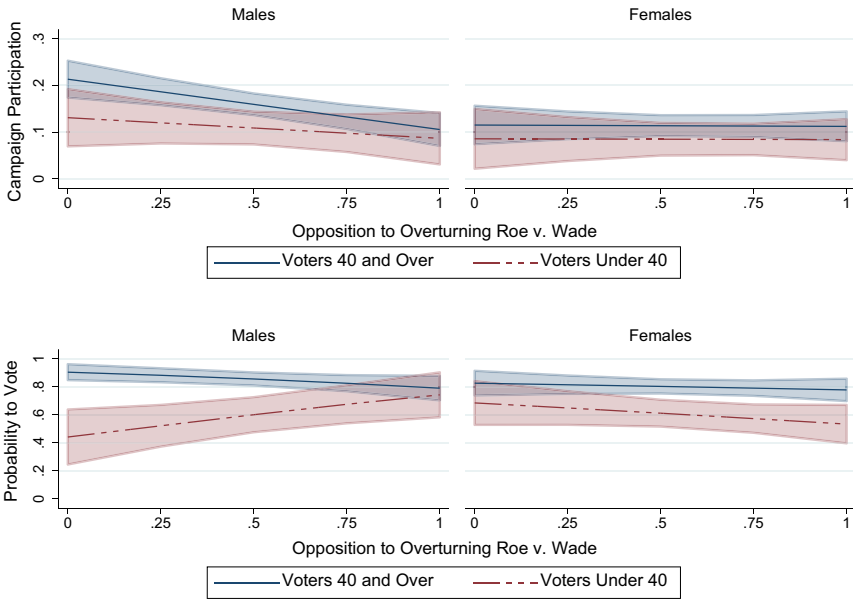 Males Females
Campaign Participation
.3
.2
.1
0
0 .25 .5 .75 1 0 .25 .5 .75 1
Opposition to Overturning Roe v. Wade
Voters 40 and Over Voters Under 40
Males Females
Probability to Vote
1
.8
.6
.4
.2
0
0 .25 .5 .75 1 0 .25 .5 .75 1
Opposition to Overturning Roe v. Wade
Voters 40 and Over Voters Under 40